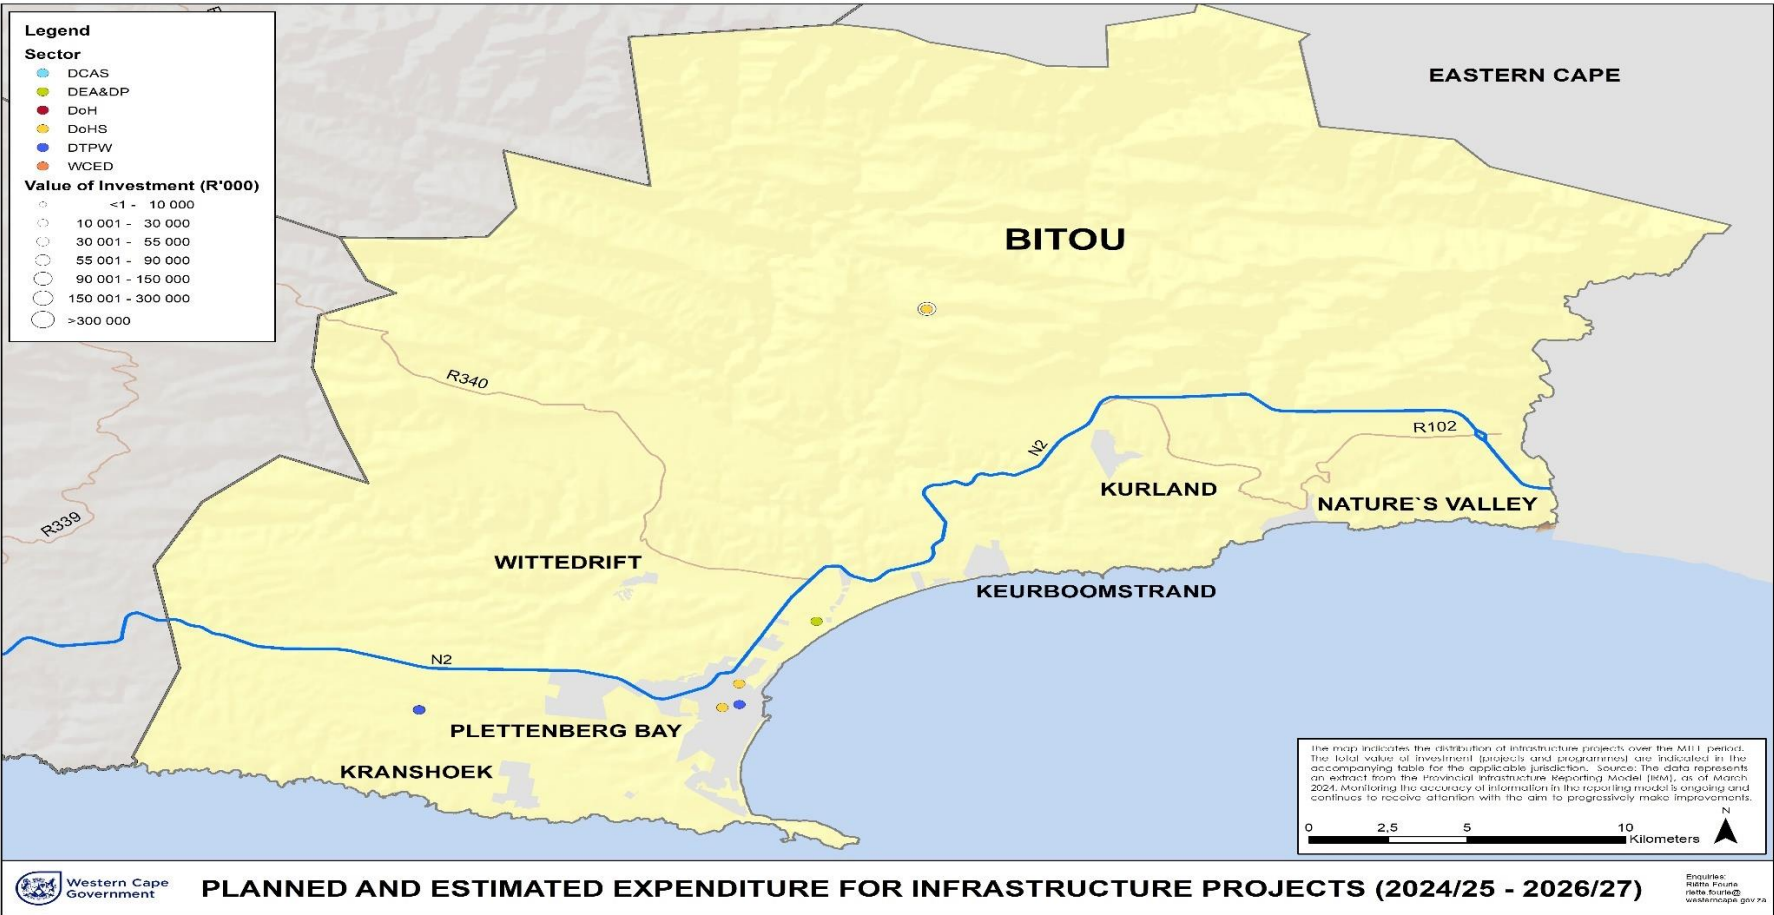 Legend
Sector
DCAS
DEA&DP
DoH
DoHS
DTPW
WCED
Value of Investment (R'000)
<1 - 10 000
10 001 - 30 000
30 001 - 55 000
55 001 - 90 000
90 001 - 150 000
150 001 - 300 000
>300 000
EASTERN CAPE
BITOU
R340
N2
R102
KURLAND
NATURE`S VALLEY
R339
WITTEDRIFT
KEURBOOMSTRAND
N2
PLETTENBERG BAY
KRANSHOEK
The map indicates the distribution of infrastructure projects over the period.
The total value of investment (projects and programmes) are indicated in the
accompanying table for the applicable jurisdiction. Source: The data represents
an extract from the Provincial Infrastructure Reporting Model (IRM), as of March
2024. Monitoring the accuracy of information in the reporting model is ongoing and
continues to receive attention with the aim to progressively make improvements.
N
0 2,5 5 10
Kilometers
Western Cape
Government
PLANNED AND ESTIMATED EXPENDITURE FOR INFRASTRUCTURE PROJECTS (2024/25 - 2026/27)
Enquiries:
Riëtte Fourie
riette.fourie@
westerncape.gov.za